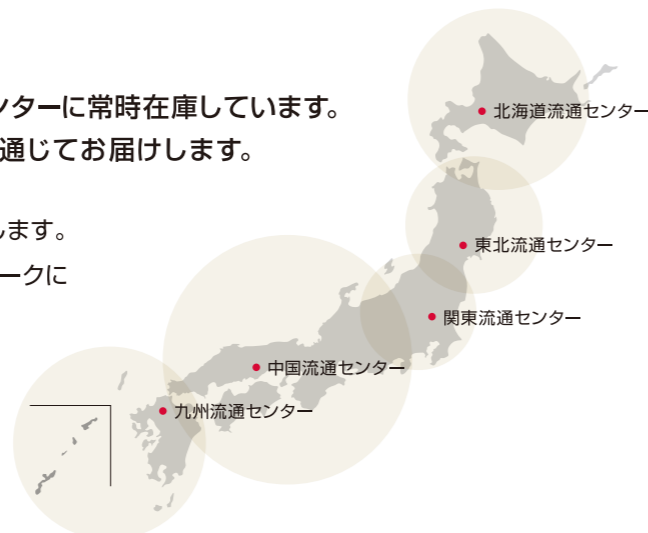 ンターに常時在庫しています。
通じてお届けします。
します。
ークに
北海道流通センター
東北流通センター
関東流通センター
中国流通センター
九州流通センター